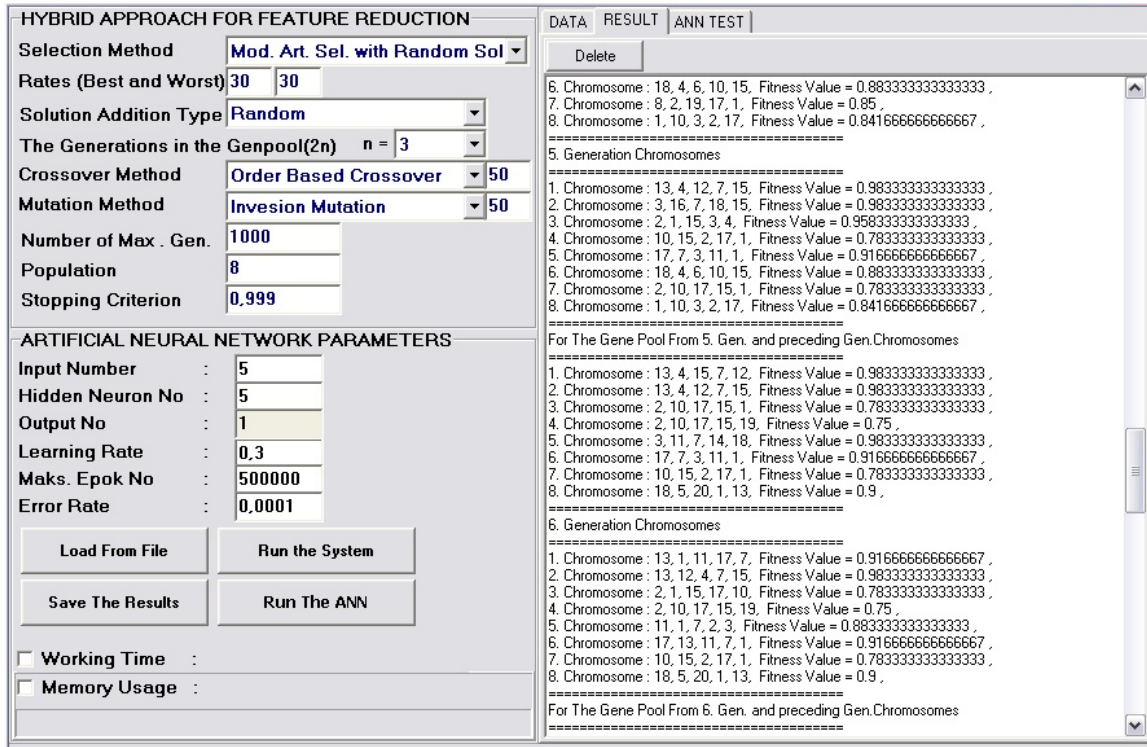 HYBRID APPROACH FOR FEATURE REDUCTION
Selection Method Mod. Art. Sel. with Random Sol
Rates (Best and Worst) 30 30
Solution Addition Type Random
The Generations in the Genpool(2n) n = 3
Crossover Method Order Based Crossover 50
Mutation Method Invesion Mutation 50
Number of Max . Gen. 1000
Population 8
Stopping Criterion 0,999
ARTIFICIAL NEURAL NETWORK PARAMETERS
Input Number : 5
Hidden Neuron No : 5
Output No : 1
Learning Rate : 0,3
Maks. Epok No : 500000
Error Rate : 0,0001
Load From File Run the System
Save The Results Run The ANN
Working Time :
Memory Usage :
DATA RESULT ANN TEST
Delete
6. Chromosome : 18, 4, 6, 10, 15, Fitness Value = 0.883333333333333 ,
7. Chromosome : 8, 2, 19, 17, 1, Fitness Value = 0.85 ,
8. Chromosome : 1, 10, 3, 2, 17, Fitness Value = 0.841666666666667 ,
=======================================
5. Generation Chromosomes
=======================================
1. Chromosome : 13, 4, 12, 7, 15, Fitness Value = 0.983333333333333 ,
2. Chromosome : 3, 16, 7, 18, 15, Fitness Value = 0.983333333333333 ,
3. Chromosome : 2, 1, 15, 3, 4, Fitness Value = 0.958333333333333 ,
4. Chromosome : 10, 15, 2, 17, 1, Fitness Value = 0.783333333333333 ,
5. Chromosome : 17, 7, 3, 11, 1, Fitness Value = 0.916666666666667 ,
6. Chromosome : 18, 4, 6, 10, 15, Fitness Value = 0.883333333333333 ,
7. Chromosome : 2, 10, 17, 15, 1, Fitness Value = 0.783333333333333 ,
8. Chromosome : 1, 10, 3, 2, 17, Fitness Value = 0.841666666666667 ,
=======================================
For The Gene Pool From 5. Gen. and preceding Gen.Chromosomes
=======================================
1. Chromosome : 13, 4, 15, 7, 12, Fitness Value = 0.983333333333333 ,
2. Chromosome : 13, 4, 12, 7, 15, Fitness Value = 0.983333333333333 ,
3. Chromosome : 2, 10, 17, 15, 1, Fitness Value = 0.783333333333333 ,
4. Chromosome : 2, 10, 17, 15, 19, Fitness Value = 0.75 ,
5. Chromosome : 3, 11, 7, 14, 18, Fitness Value = 0.983333333333333 ,
6. Chromosome : 17, 7, 3, 11, 1, Fitness Value = 0.916666666666667 ,
7. Chromosome : 10, 15, 2, 17, 1, Fitness Value = 0.783333333333333 ,
8. Chromosome : 18, 5, 20, 1, 13, Fitness Value = 0.9 ,
=======================================
6. Generation Chromosomes
=======================================
1. Chromosome : 13, 1, 11, 17, 7, Fitness Value = 0.916666666666667 ,
2. Chromosome : 13, 12, 4, 7, 15, Fitness Value = 0.983333333333333 ,
3. Chromosome : 2, 1, 15, 17, 10, Fitness Value = 0.783333333333333 ,
4. Chromosome : 2, 10, 17, 15, 19, Fitness Value = 0.75 ,
5. Chromosome : 11, 1, 7, 2, 3, Fitness Value = 0.883333333333333 ,
6. Chromosome : 17, 13, 11, 7, 1, Fitness Value = 0.916666666666667 ,
7. Chromosome : 10, 15, 2, 17, 1, Fitness Value = 0.783333333333333 ,
8. Chromosome : 18, 5, 20, 1, 13, Fitness Value = 0.9 ,
=======================================
For The Gene Pool From 6. Gen. and preceding Gen.Chromosomes
=======================================